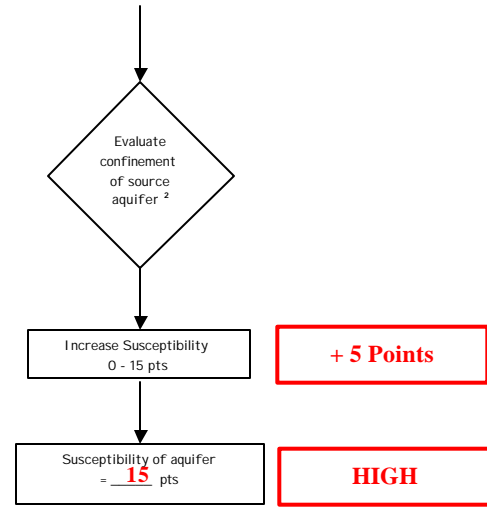 Evaluate
confinement
of source
aquifer ²
Increase Susceptibility
0 - 15 pts
+ 5 Points
Susceptibility of aquifer
= 15 pts
HIGH